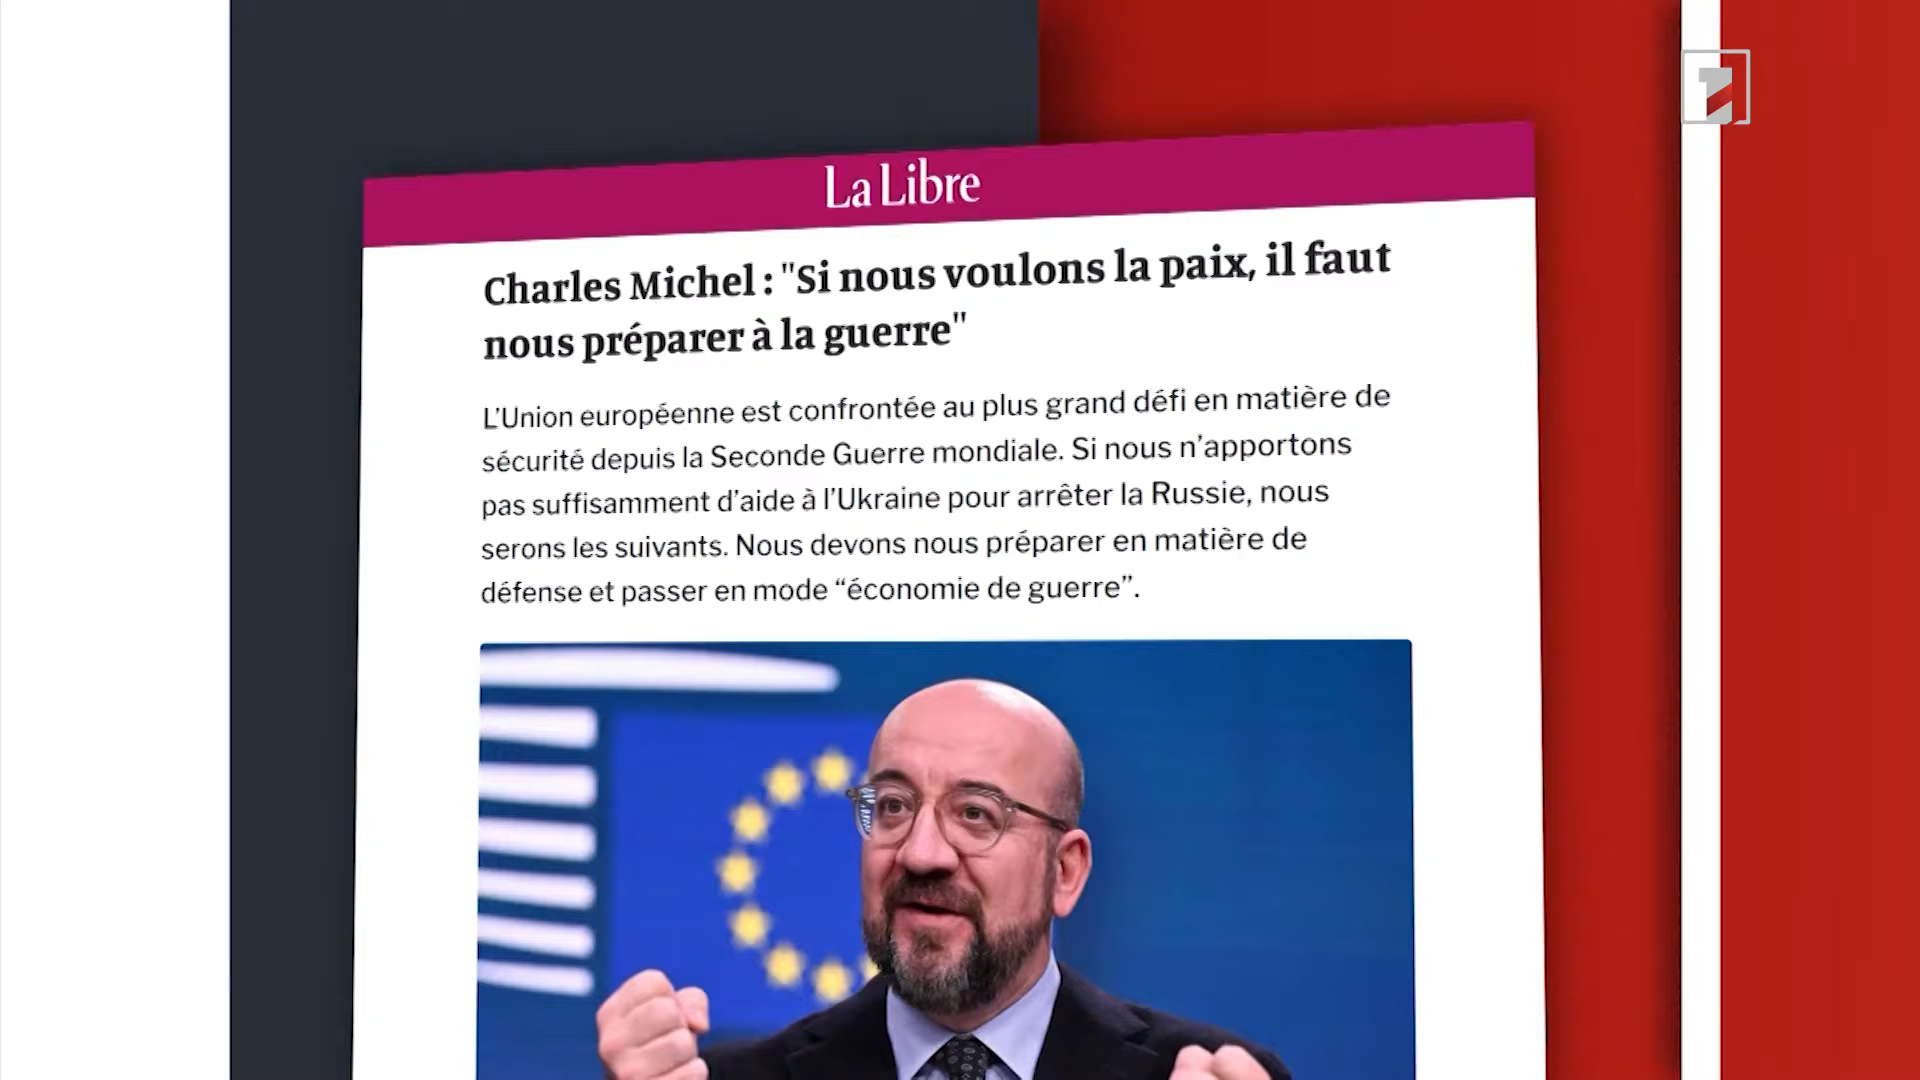 La Libre
Charles Michel : "Si nous voulons la paix, il faut
nous préparer à la guerre"
L’Union européenne est confrontée au plus grand défi en matière de
sécurité depuis la Seconde Guerre mondiale. Si nous n’apportons
pas suffisamment d’aide à l’Ukraine pour arrêter la Russie, nous
serons les suivants. Nous devons nous préparer en matière de
défense et passer en mode “économie de guerre”.